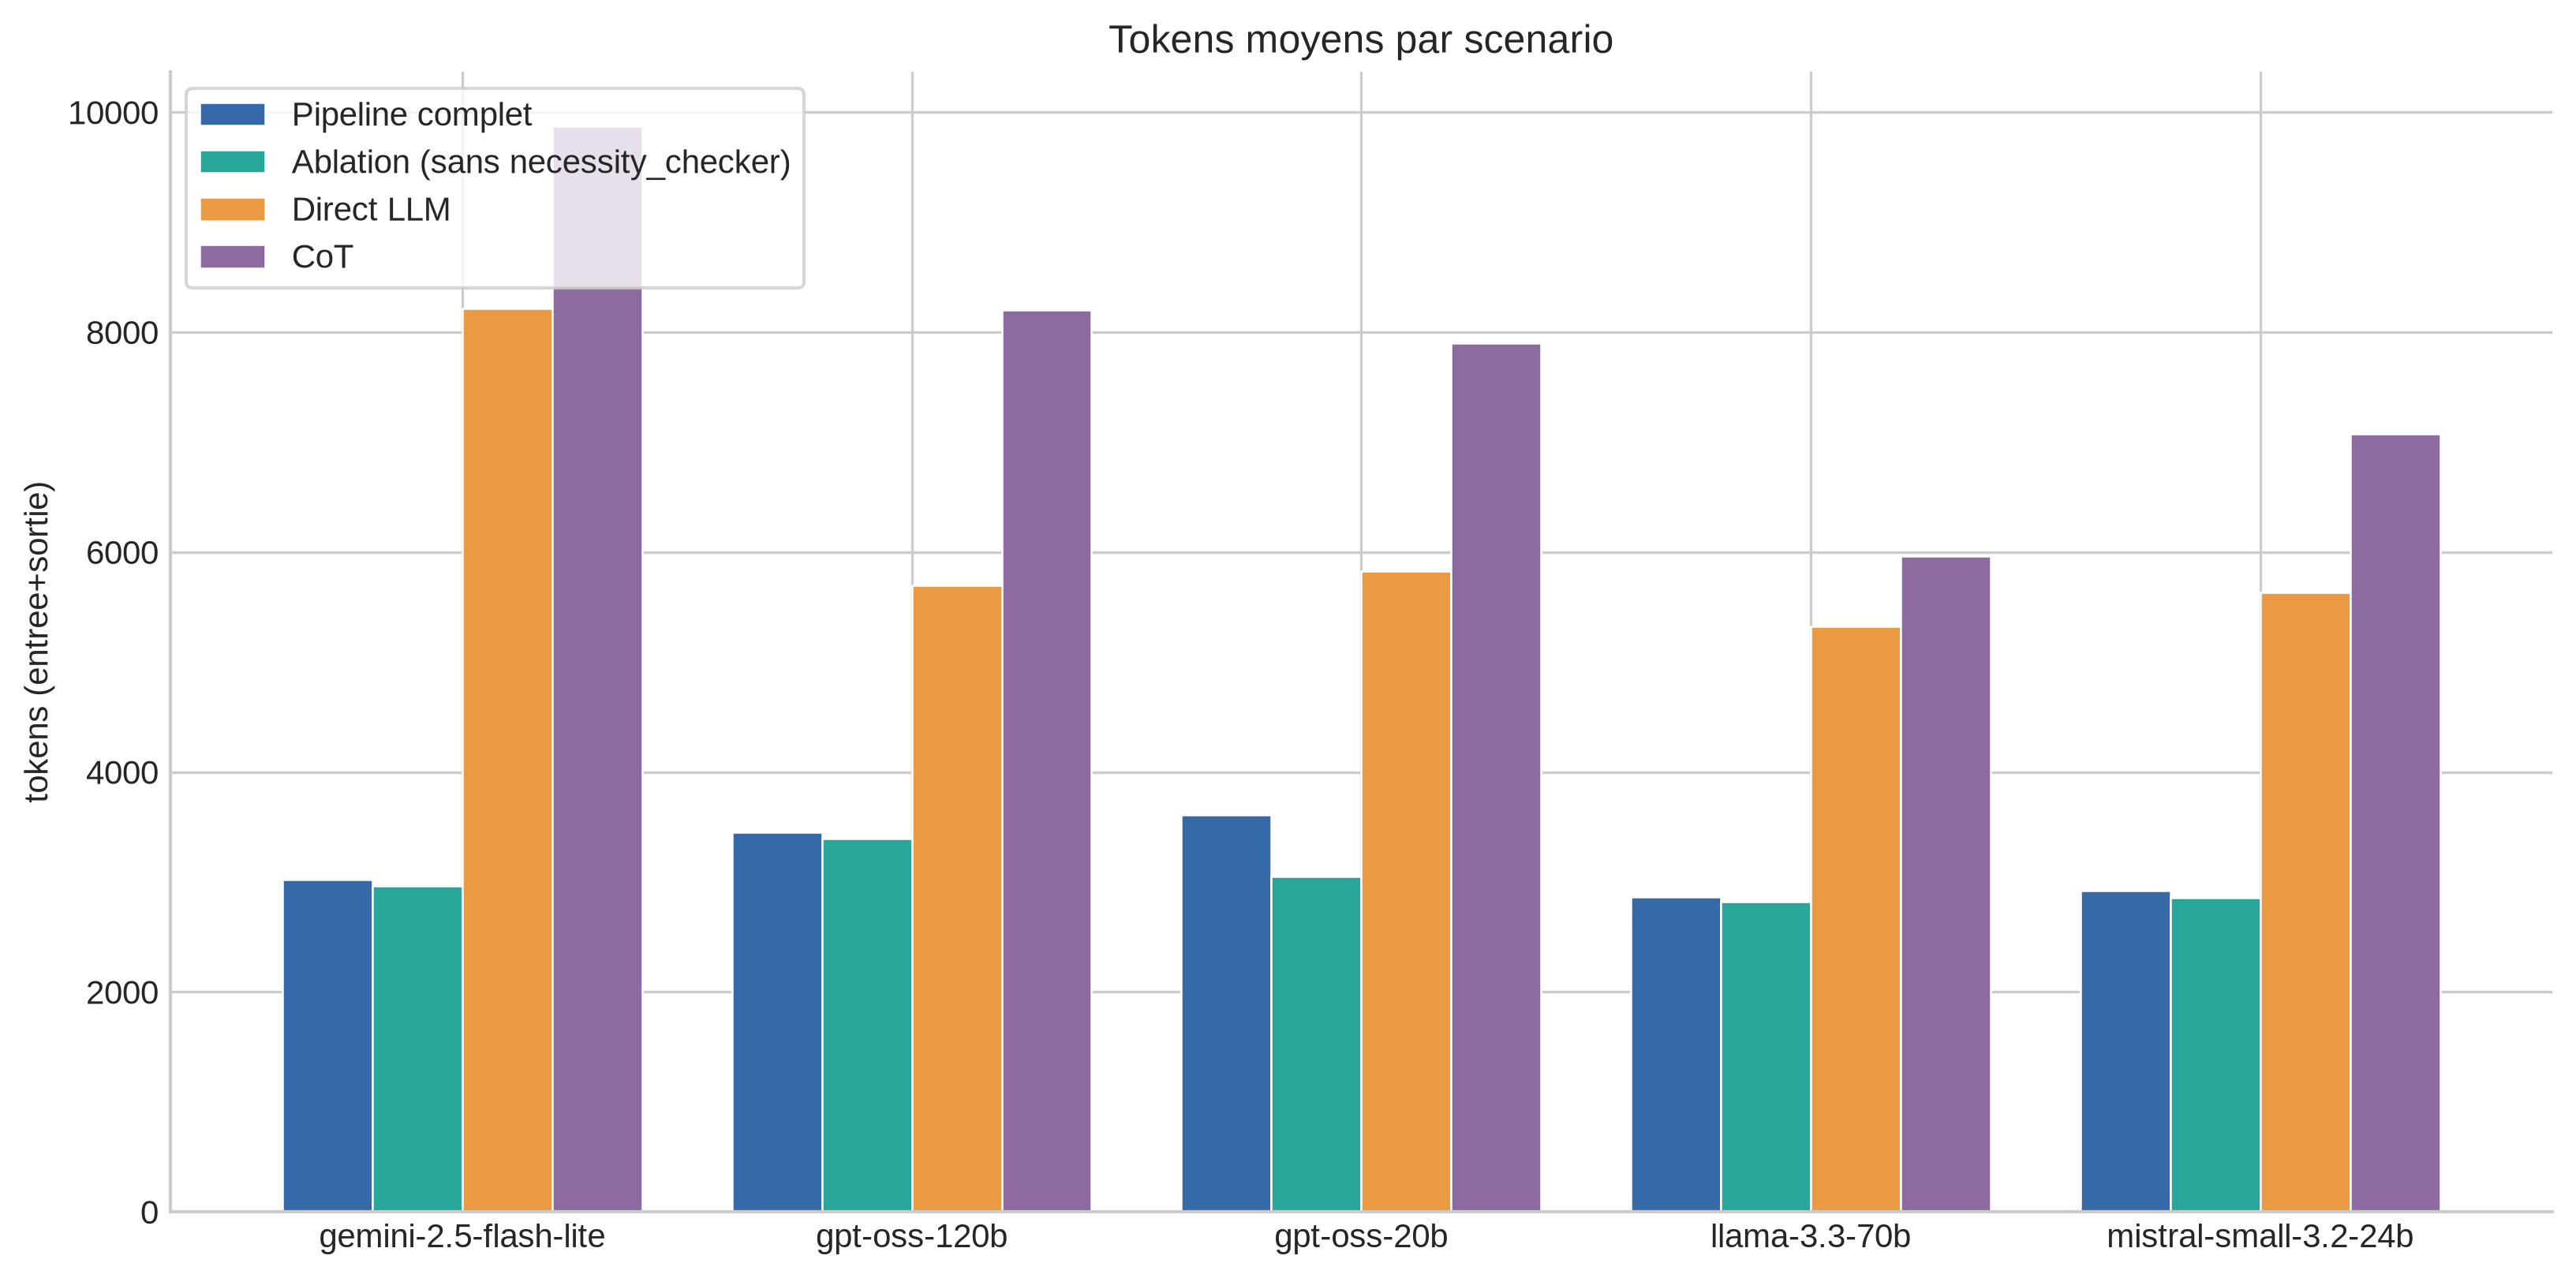 Tokens moyens par scenario
10000
8000
6000
4000
2000
0
tokens (entree+sortie)
Pipeline complet
Ablation (sans necessity_checker)
Direct LLM
CoT
gemini-2.5-flash-lite
gpt-oss-120b
gpt-oss-20b
llama-3.3-70b
mistral-small-3.2-24b